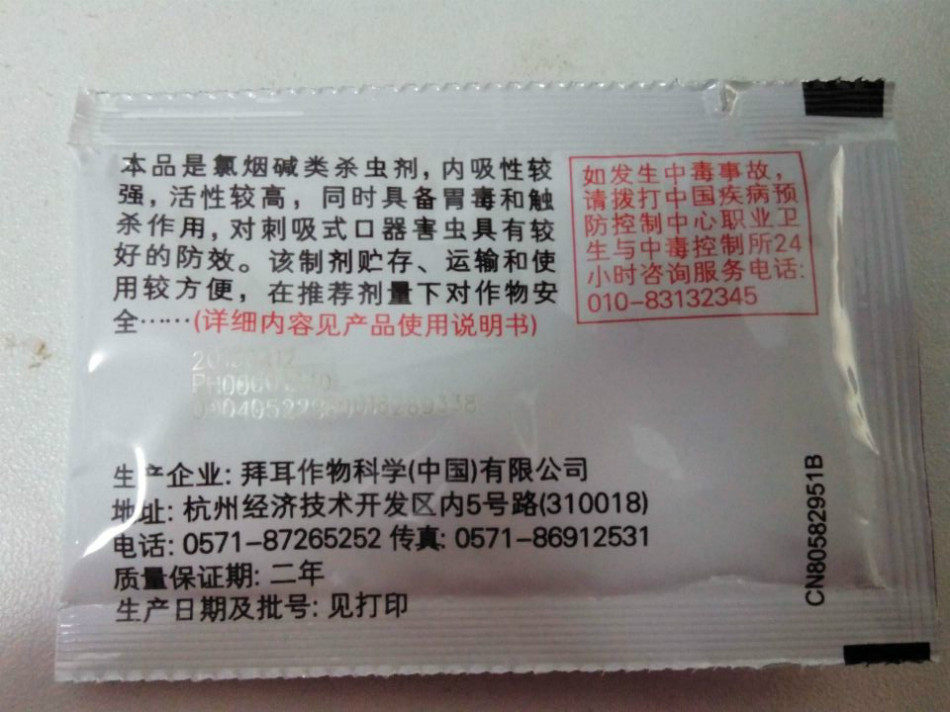 本品是氯烟碱类杀虫剂，内吸性较
强，活性较高，同时具备胃毒和触
杀作用，对刺吸式口器害虫具有较
好的防效。该制剂贮存、运输和使
用较方便，在推荐剂量下对作物安
全……(详细内容见产品使用说明书)
如发生中毒事故，
请拨打中国疾病预
防控制中心职业卫
生与中毒控制所24
小时咨询服务电话:
010-83132345
生产企业: 拜耳作物科学(中国)有限公司
地址: 杭州经济技术开发区内5号路(310018)
电话: 0571-87265252 传真: 0571-86912531
质量保证期: 二年
生产日期及批号: 见打印
CN80582951B